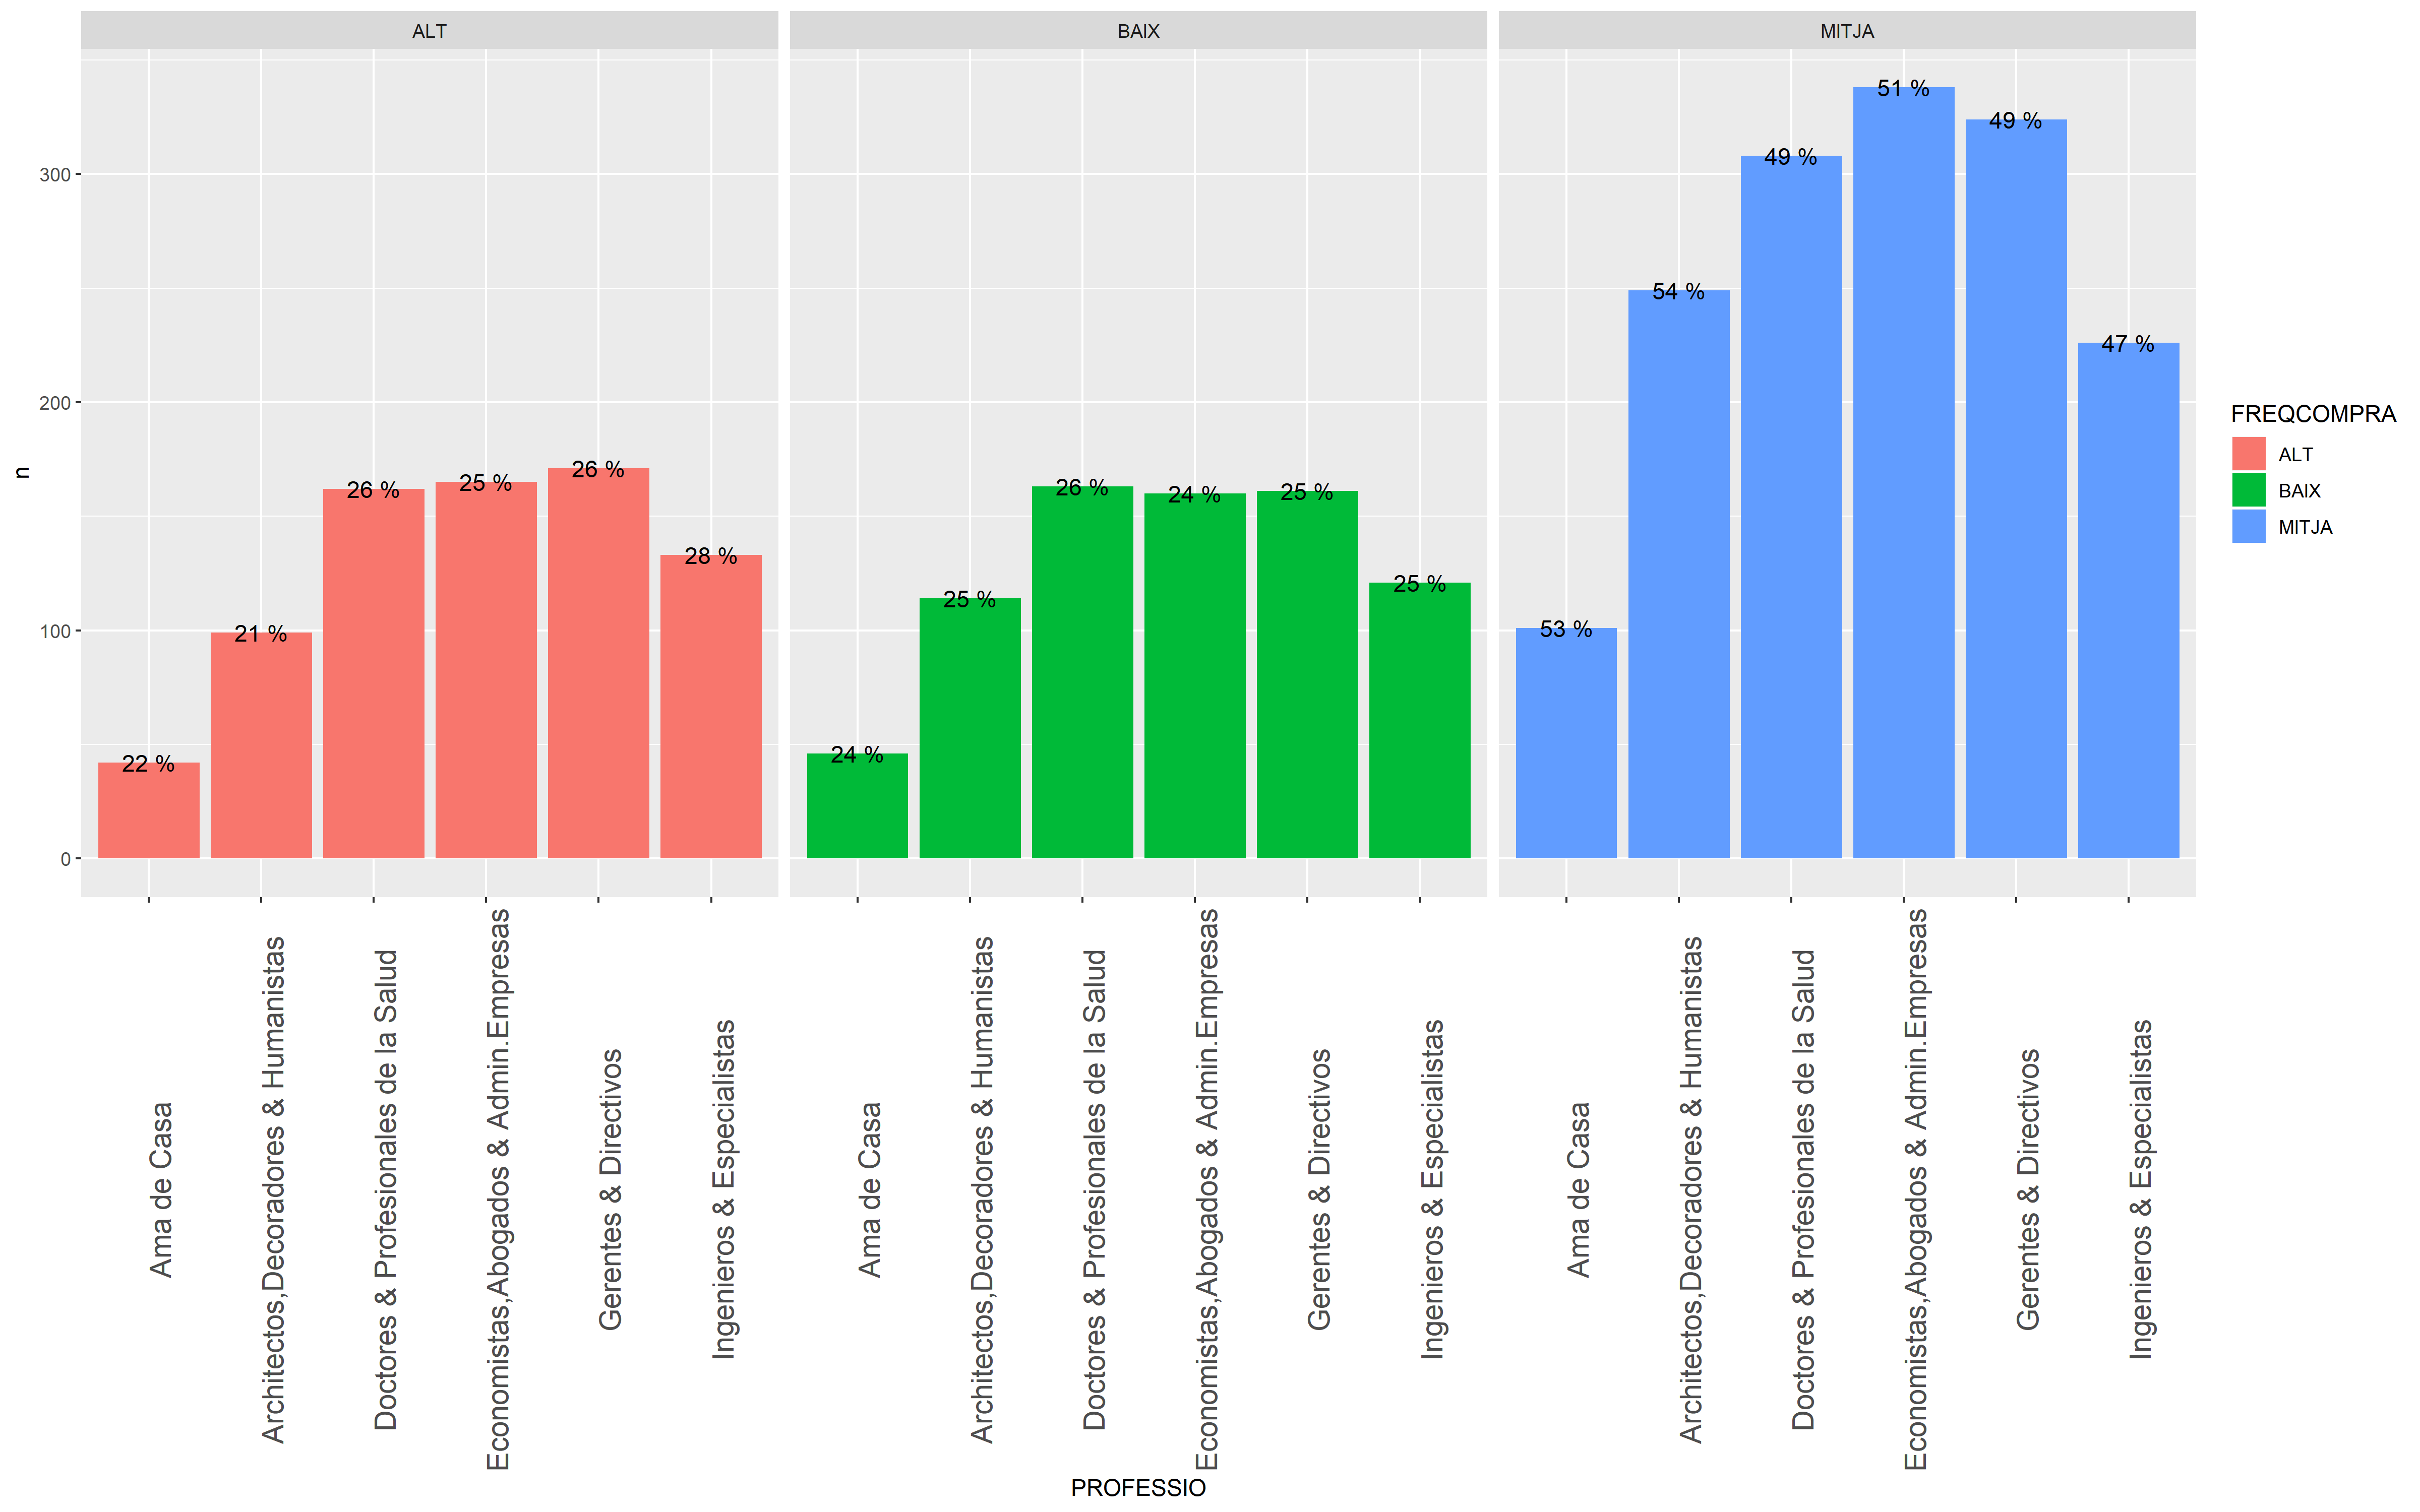 ALT
BAIX
MITJA
n
300
200
100
0
22 %
21 %
26 %
25 %
26 %
28 %
24 %
25 %
26 %
24 %
25 %
25 %
53 %
54 %
49 %
51 %
49 %
47 %
Ama de Casa
Architectos,Decoradores & Humanistas
Doctores & Profesionales de la Salud
Economistas,Abogados & Admin.Empresas
Gerentes & Directivos
Ingenieros & Especialistas
Ama de Casa
Architectos,Decoradores & Humanistas
Doctores & Profesionales de la Salud
Economistas,Abogados & Admin.Empresas
Gerentes & Directivos
Ingenieros & Especialistas
Ama de Casa
Architectos,Decoradores & Humanistas
Doctores & Profesionales de la Salud
Economistas,Abogados & Admin.Empresas
Gerentes & Directivos
Ingenieros & Especialistas
PROFESSIO
FREQCOMPRA
ALT
BAIX
MITJA